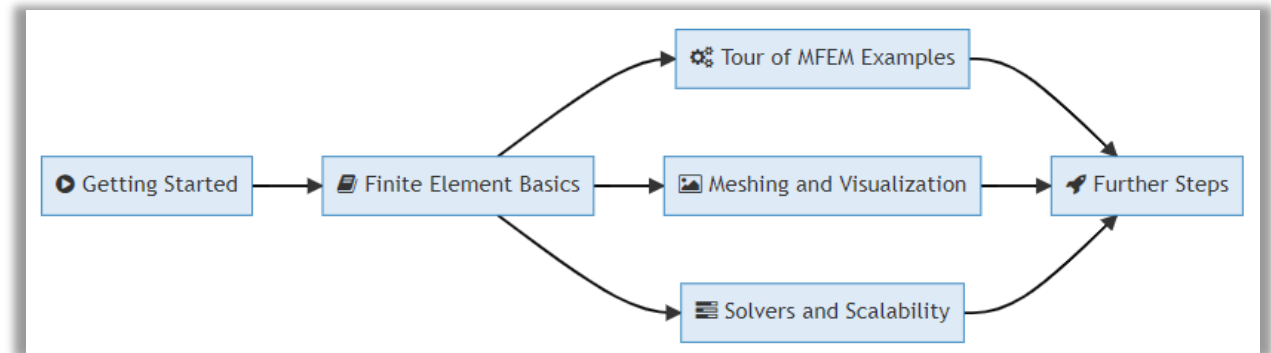 Tour of MFEM Examples
Getting Started
Finite Element Basics
Meshing and Visualization
Further Steps
Solvers and Scalability